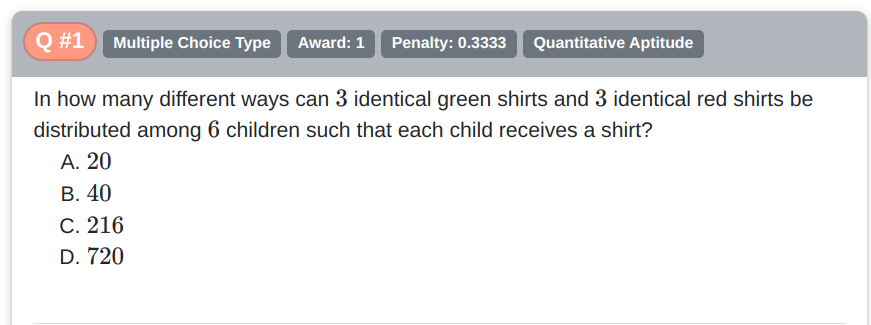 Q #1 Multiple Choice Type Award: 1 Penalty: 0.3333 Quantitative Aptitude
In how many different ways can 3 identical green shirts and 3 identical red shirts be
distributed among 6 children such that each child receives a shirt?
A. 20
B. 40
C. 216
D. 720